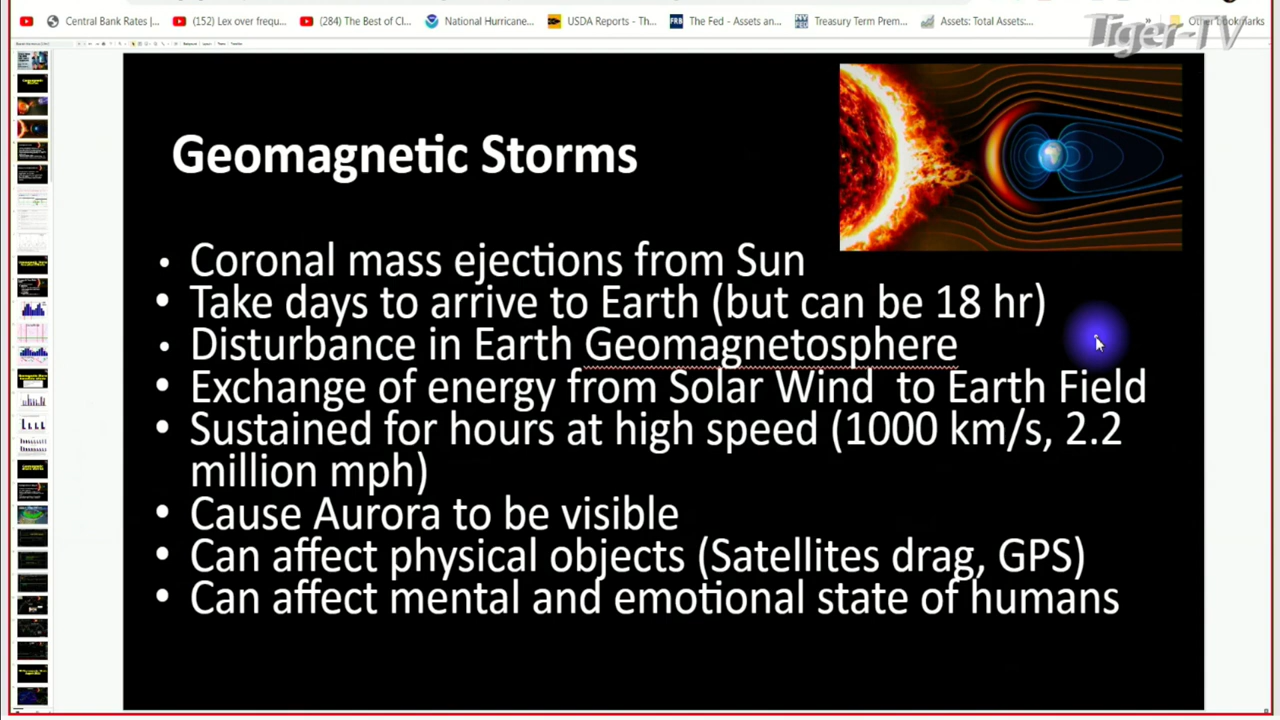 Central Bank Rates |...
(152) Lex over frequ...
(284) The Best of Cl...
National Hurricane...
USDA Reports - Th...
FRB
The Fed - Assets an...
Treasury Term Prem...
Assets: Total Assets:...
»
Other bookmarks
Tiger-TV
Geomagnetic Storms
• Coronal mass ejections from Sun
• Take days to arrive to Earth (but can be 18 hr)
• Disturbance in Earth Geomagnetosphere
• Exchange of energy from Solar Wind to Earth Field
• Sustained for hours at high speed (1000 km/s, 2.2
million mph)
• Cause Aurora to be visible
• Can affect physical objects (Satellites drag, GPS)
• Can affect mental and emotional state of humans